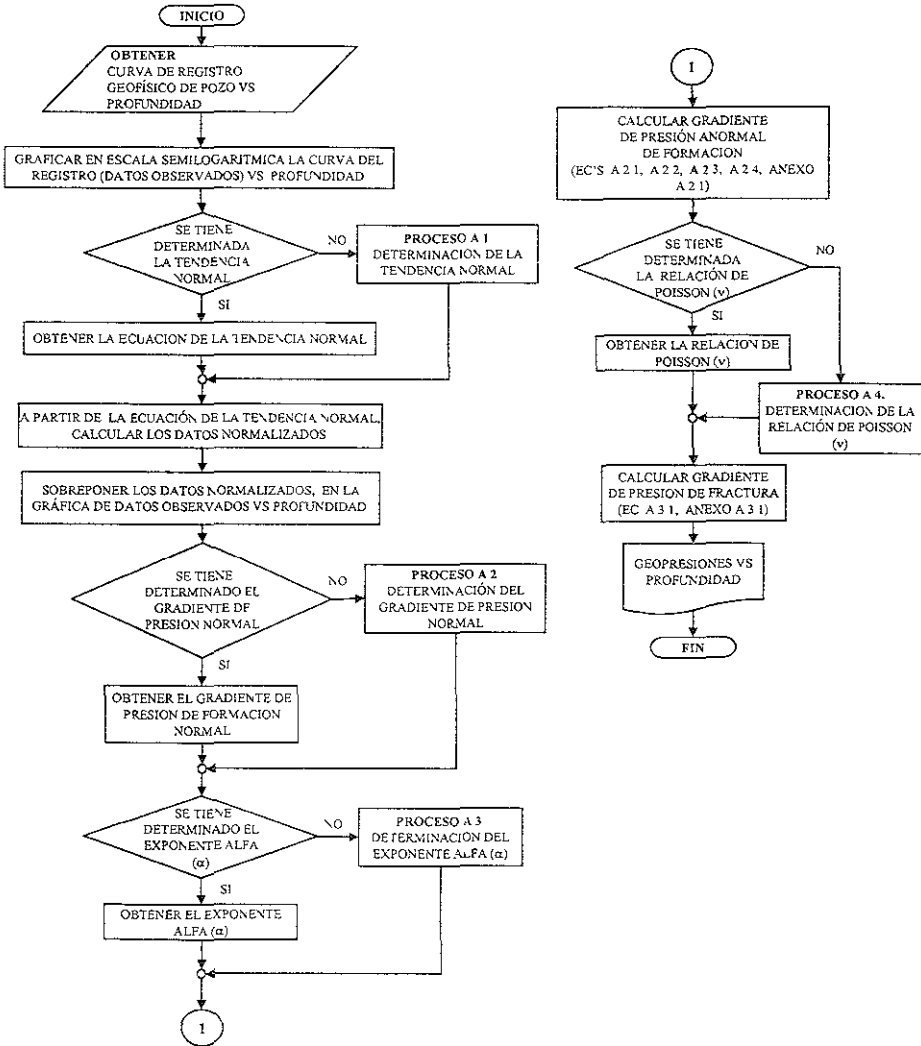 INICIO
OBTENER
CURVA DE REGISTRO
GEOFÍSICO DE POZO VS
PROFUNDIDAD
GRAFICAR EN ESCALA SEMILOGARITMICA LA CURVA DEL
REGISTRO (DATOS OBSERVADOS) VS PROFUNDIDAD
SE TIENE
DETERMINADA
LA TENDENCIA
NORMAL
NO
PROCESO A 1
DETERMINACION DE LA
TENDENCIA NORMAL
SI
OBTENER LA ECUACION DE LA TENDENCIA NORMAL
A PARTIR DE LA ECUACIÓN DE LA TENDENCIA NORMAL,
CALCULAR LOS DATOS NORMALIZADOS
SOBREPONER LOS DATOS NORMALIZADOS, EN LA
GRÁFICA DE DATOS OBSERVADOS VS PROFUNDIDAD
SE TIENE
DETERMINADO EL
GRADIENTE DE
PRESION NORMAL
NO
PROCESO A 2
DETERMINACIÓN DEL
GRADIENTE DE PRESION
NORMAL
SI
OBTENER EL GRADIENTE DE
PRESION DE FORMACION
NORMAL
SE TIENE
DETERMINADO EL
EXPONENTE ALFA
(α)
NO
PROCESO A 3
DETERMINACION DEL
EXPONENTE ALFA (α)
SI
OBTENER EL EXPONENTE
ALFA (α)
1
1
CALCULAR GRADIENTE
DE PRESIÓN ANORMAL
DE FORMACION
(EC'S A 2 1, A 2 2, A 2 3, A 2 4, ANEXO
A 2 1)
SE TIENE
DETERMINADA
LA RELACIÓN DE
POISSON (ν)
NO
SI
OBTENER LA RELACION DE
POISSON (ν)
PROCESO A 4.
DETERMINACION DE LA
RELACIÓN DE POISSON
(ν)
CALCULAR GRADIENTE
DE PRESION DE FRACTURA
(EC A 3 1, ANEXO A 3 1)
GEOPRESIONES VS
PROFUNDIDAD
FIN